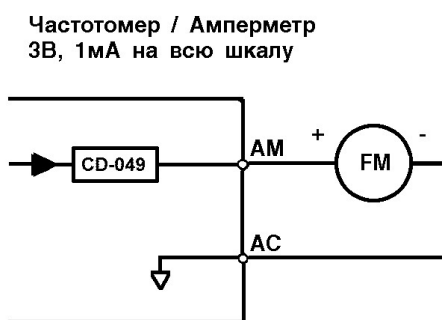 Частотомер / Амперметр
3В, 1мА на всю шкалу
AM
+
-
CD-049
FM
AC